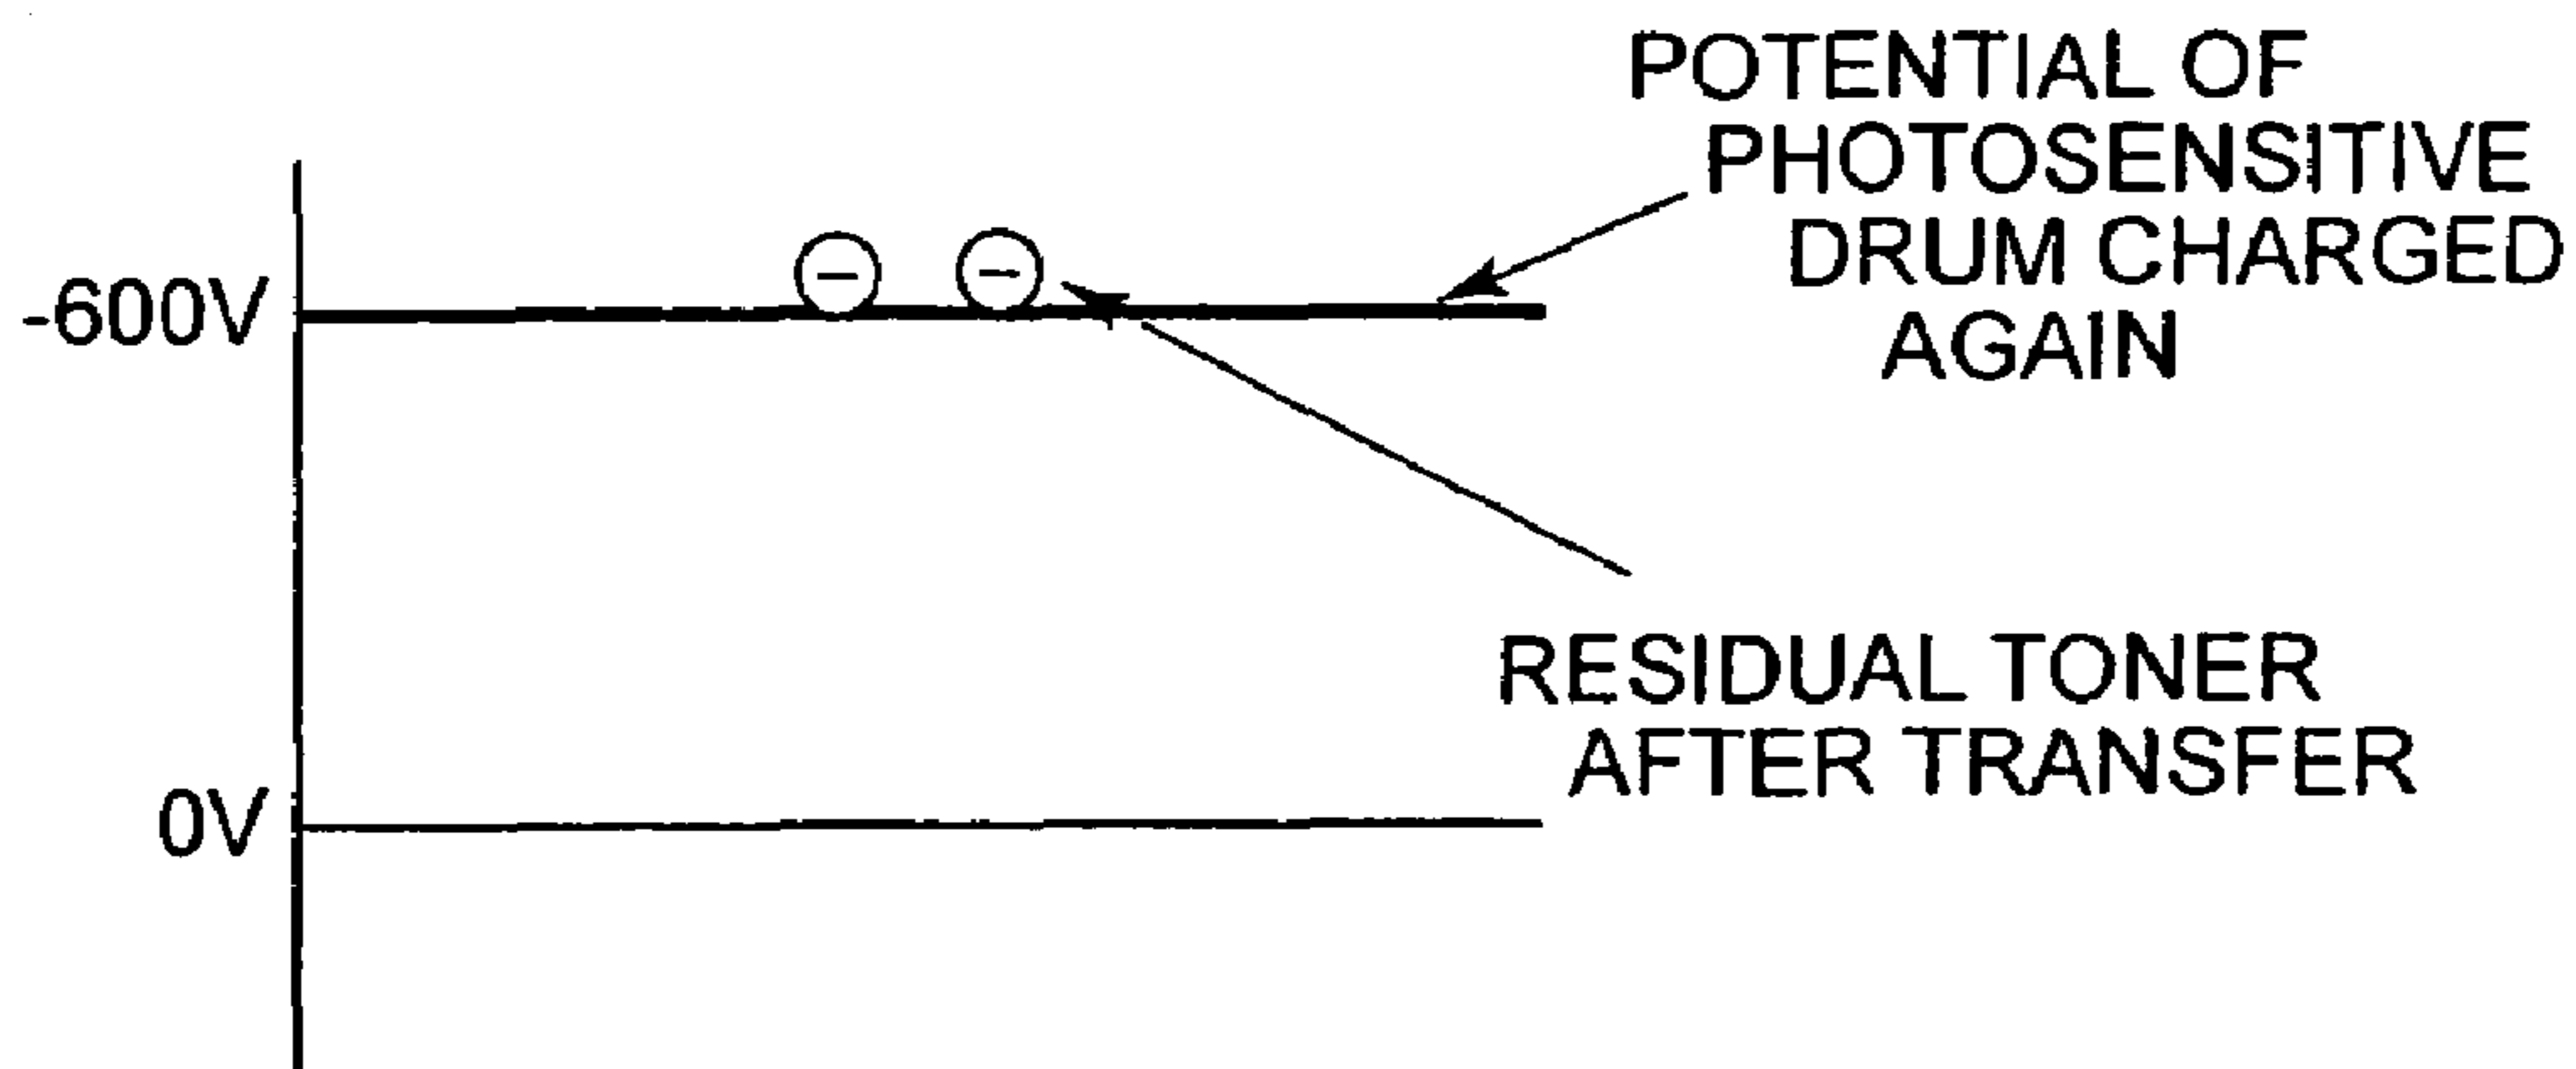 POTENTIAL OF
PHOTOSENSITIVE
DRUM CHARGED
AGAIN
-600V
RESIDUAL TONER
AFTER TRANSFER
0V